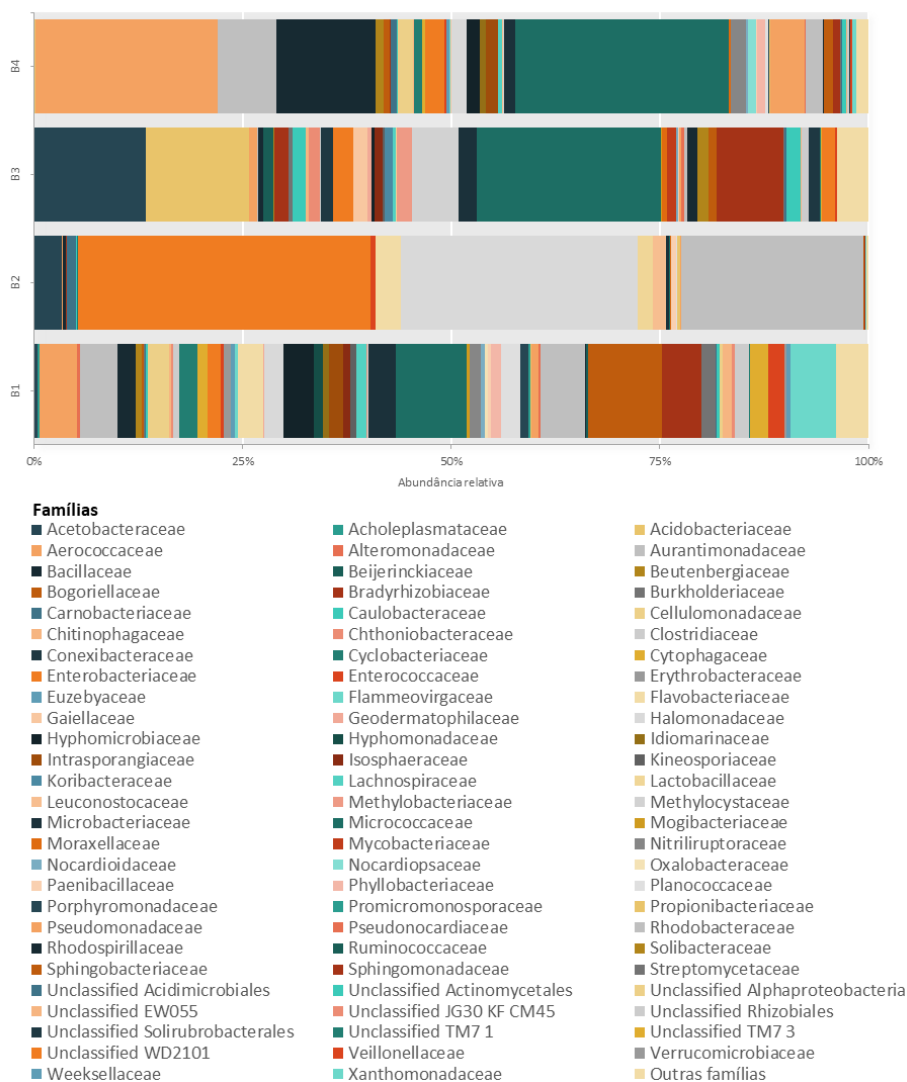 B4
B3
B2
B1
0% 25% 50% 75% 100%
Abundância relativa
Famílias
Acetobacteraceae Acholeplasmataceae Acidobacteriaceae
Aerococcaceae Alteromonadaceae Aurantimonadaceae
Bacillaceae Beijerinckiaceae Beutenbergiaceae
Bogoriellaceae Bradyrhizobiaceae Burkholderiaceae
Carnobacteriaceae Caulobacteraceae Cellulomonadaceae
Chitinophagaceae Chthoniobacteraceae Clostridiaceae
Conexibacteraceae Cyclobacteriaceae Cytophagaceae
Enterobacteriaceae Enterococcaceae Erythrobacteraceae
Euzebyaceae Flammeovirgaceae Flavobacteriaceae
Gaiellaceae Geodermatophilaceae Halomonadaceae
Hyphomicrobiaceae Hyphomonadaceae Idiomarinaceae
Intrasporangiaceae Isosphaeraceae Kineosporiaceae
Koribacteraceae Lachnospiraceae Lactobacillaceae
Leuconostocaceae Methylobacteriaceae Methylocystaceae
Microbacteriaceae Micrococcaceae Mogibacteriaceae
Moraxellaceae Mycobacteriaceae Nitriliruptoraceae
Nocardioidaceae Nocardiopsaceae Oxalobacteraceae
Paenibacillaceae Phyllobacteriaceae Planococcaceae
Porphyromonadaceae Promicromonosporaceae Propionibacteriaceae
Pseudomonadaceae Pseudonocardiaceae Rhodobacteraceae
Rhodospirillaceae Ruminococcaceae Solibacteraceae
Sphingobacteriaceae Sphingomonadaceae Streptomycetaceae
Unclassified Acidimicrobiales Unclassified Actinomycetales Unclassified Alphaproteobacteria
Unclassified EW055 Unclassified JG30 KF CM45 Unclassified Rhizobiales
Unclassified Solirubrobacterales Unclassified TM7 1 Unclassified TM7 3
Unclassified WD2101 Veillonellaceae Verrucomicrobiaceae
Weeksellaceae Xanthomonadaceae Outras famílias